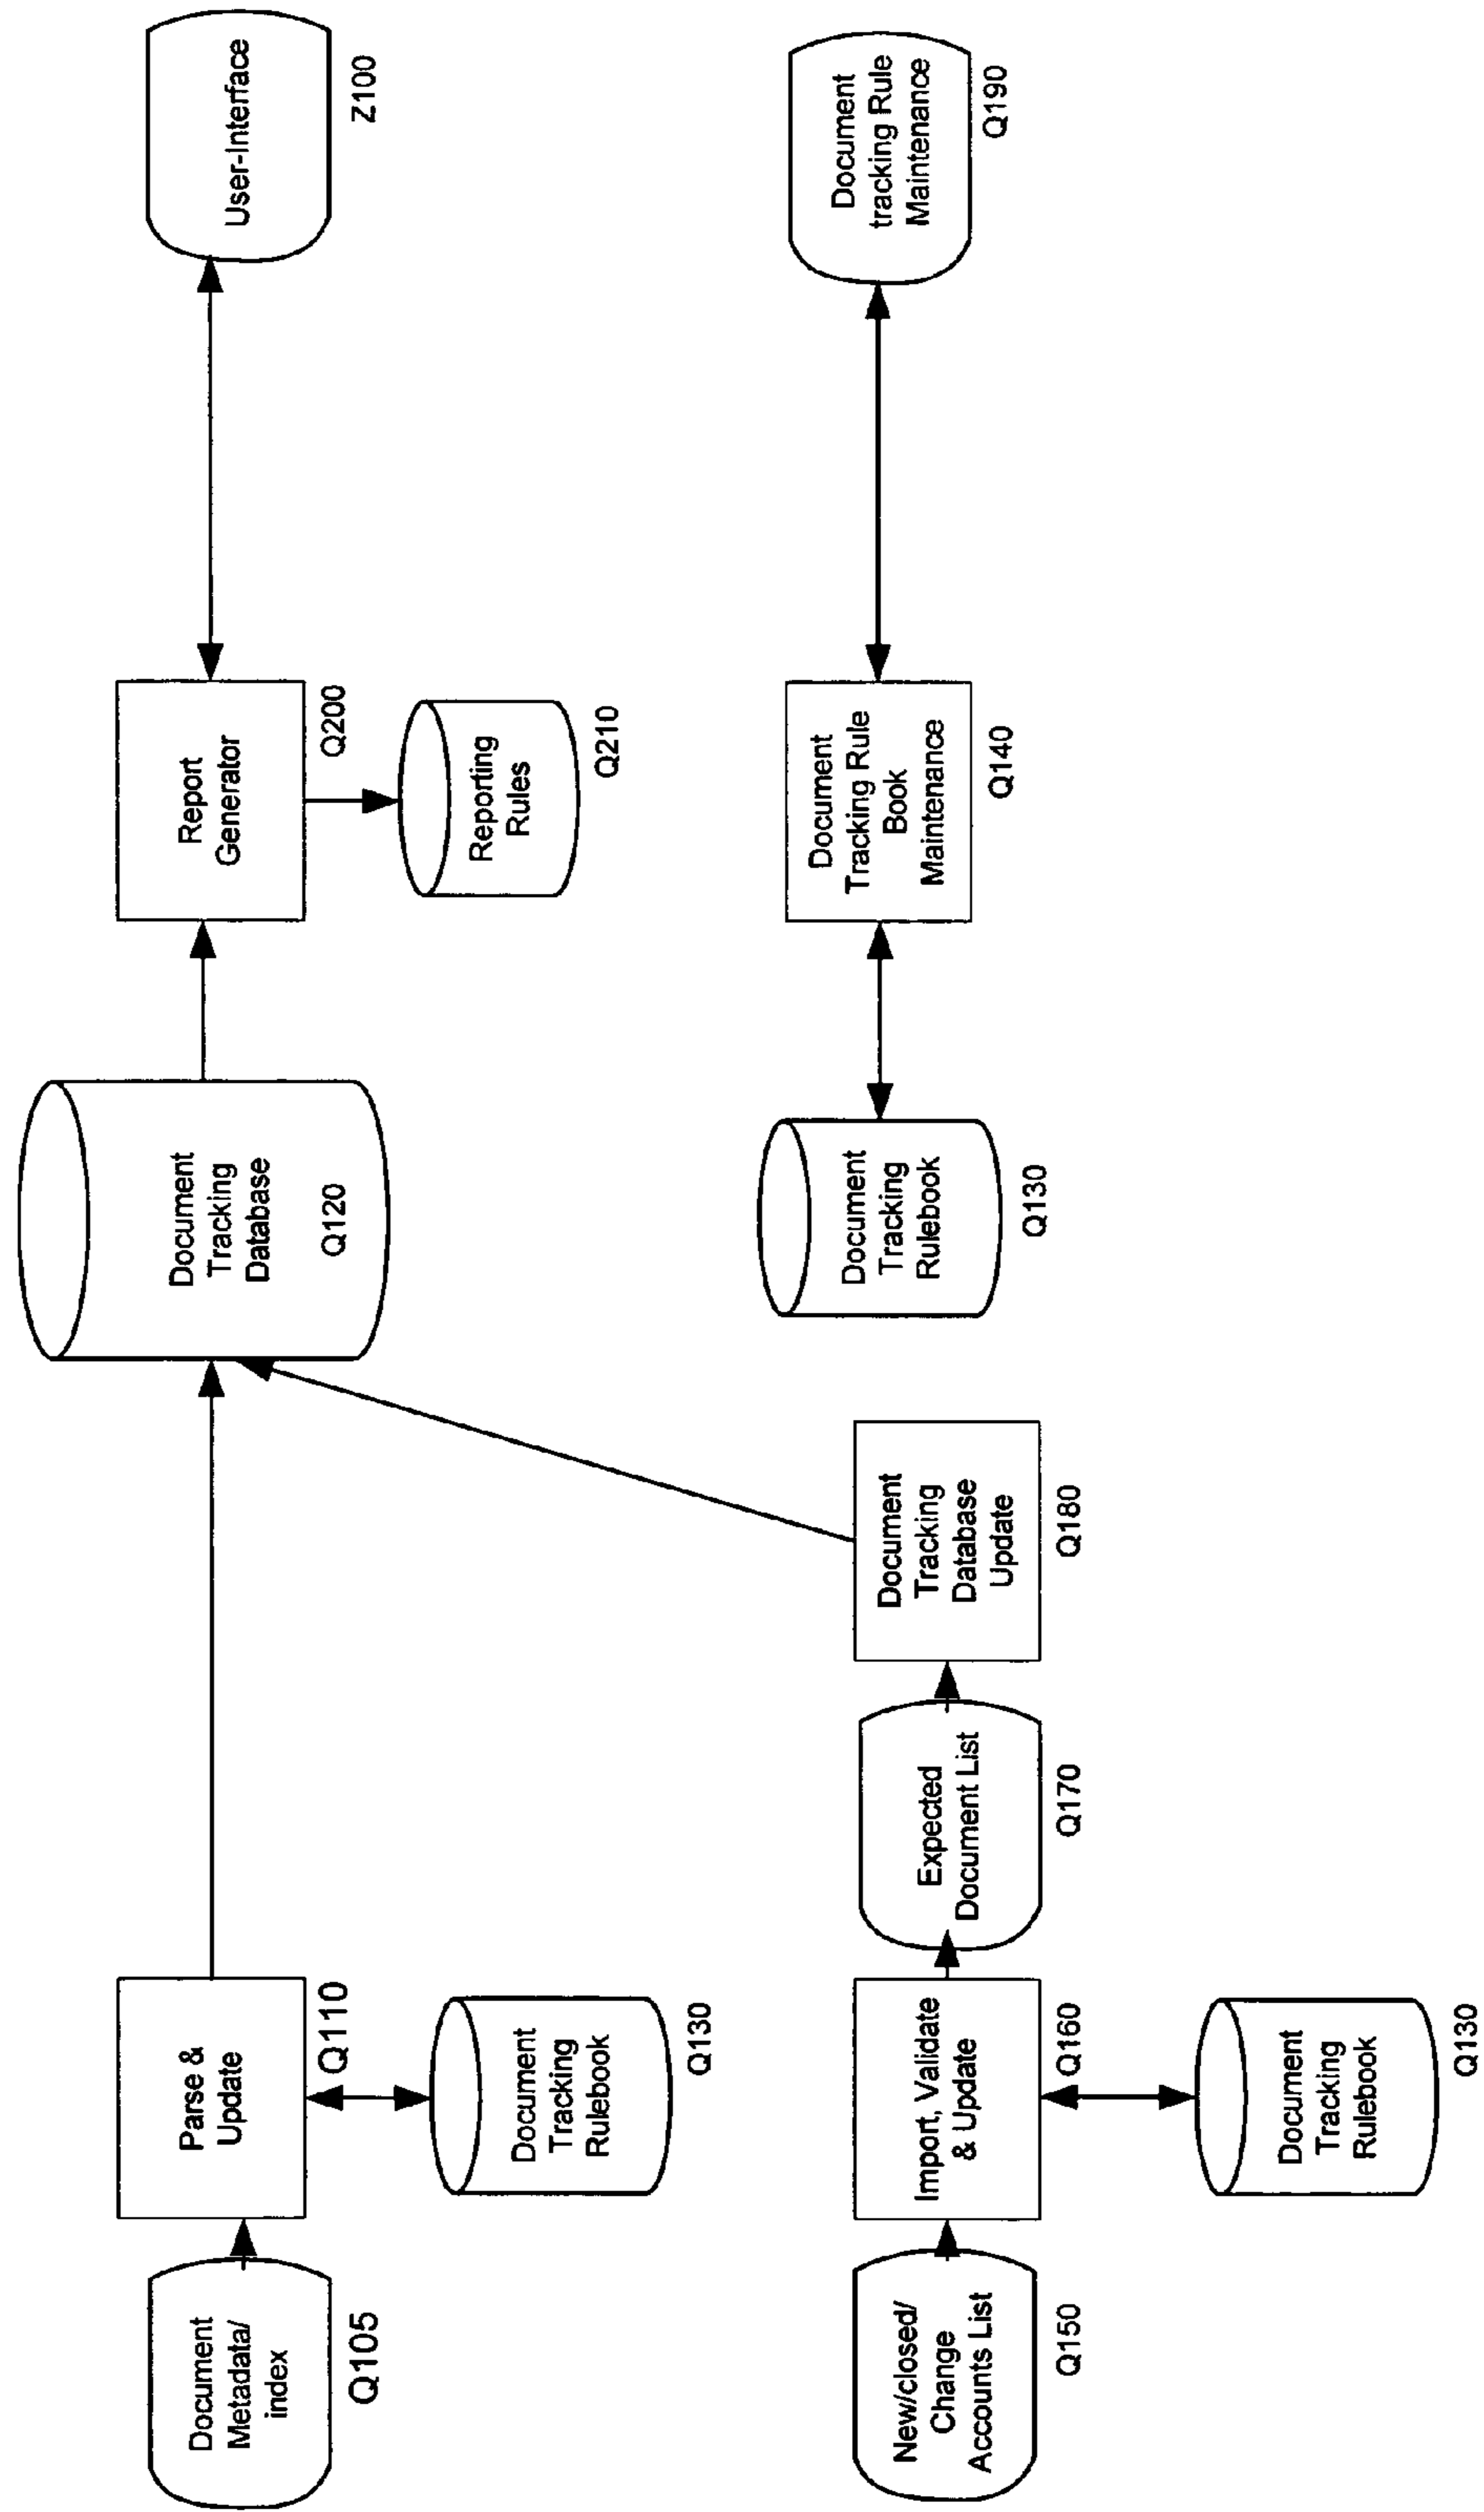 Document
Metadata/
index
Q105
Parse &
Update
Q110
Document
Tracking
Rulebook
Q130
Document
Tracking
Database
Q120
Report
Generator
Q200
Reporting
Rules
Q210
User-Interface
Z100
New/closed/
Change
Accounts List
Q150
Import, Validate
& Update
Q160
Document
Tracking
Rulebook
Q130
Expected
Document List
Q170
Document
Tracking
Database
Update
Q180
Document
Tracking
Rulebook
Q130
Document
Tracking Rule
Book
Maintenance
Q140
Document
tracking Rule
Maintenance
Q190